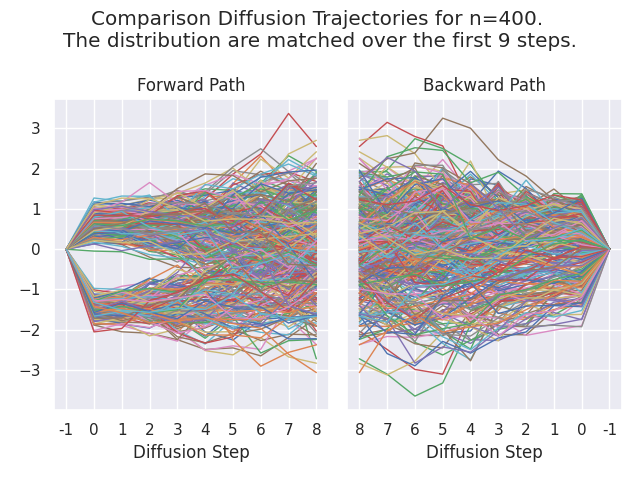 Comparison Diffusion Trajectories for n=400.
The distribution are matched over the first 9 steps.
Forward Path
Backward Path
3
2
1
0
−1
−2
−3
-1 0 1 2 3 4 5 6 7 8
8 7 6 5 4 3 2 1 0 -1
Diffusion Step
Diffusion Step